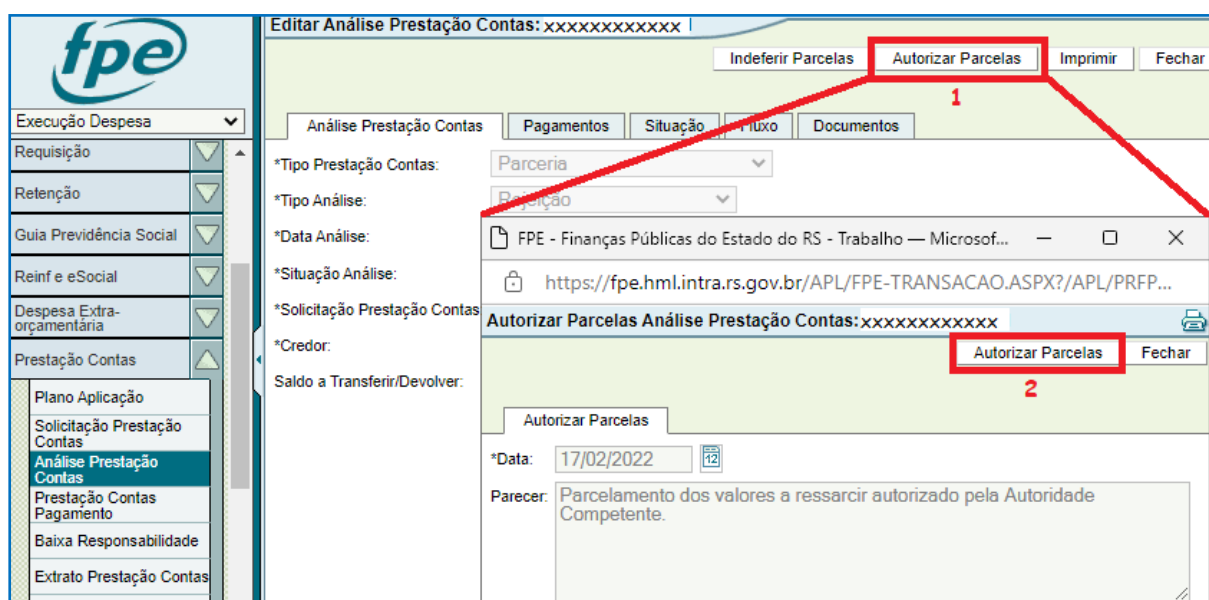 fpe
Execução Despesa
Requisição
Retenção
Guia Previdência Social
Reinf e eSocial
Despesa Extra-
orçamentária
Prestação Contas
Plano Aplicação
Solicitação Prestação
Contas
Análise Prestação
Contas
Prestação Contas
Pagamento
Baixa Responsabilidade
Extrato Prestação Contas
Editar Análise Prestação Contas: xxxxxxxxxxxx
Indeferir Parcelas Autorizar Parcelas Imprimir Fechar
1
Análise Prestação Contas Pagamentos Situação Fluxo Documentos
*Tipo Prestação Contas: Parceria
*Tipo Análise: Rejeição
*Data Análise:
*Situação Análise:
*Solicitação Prestação Contas
*Credor:
Saldo a Transferir/Devolver:
FPE - Finanças Públicas do Estado do RS - Trabalho — Microsof...
https://fpe.hml.intra.rs.gov.br/APL/FPE-TRANSACAO.ASPX?/APL/PRFP...
Autorizar Parcelas Análise Prestação Contas: xxxxxxxxxxxx
Autorizar Parcelas Fechar
2
Autorizar Parcelas
*Data: 17/02/2022 12
Parecer: Parcelamento dos valores a ressarcir autorizado pela Autoridade
Competente.